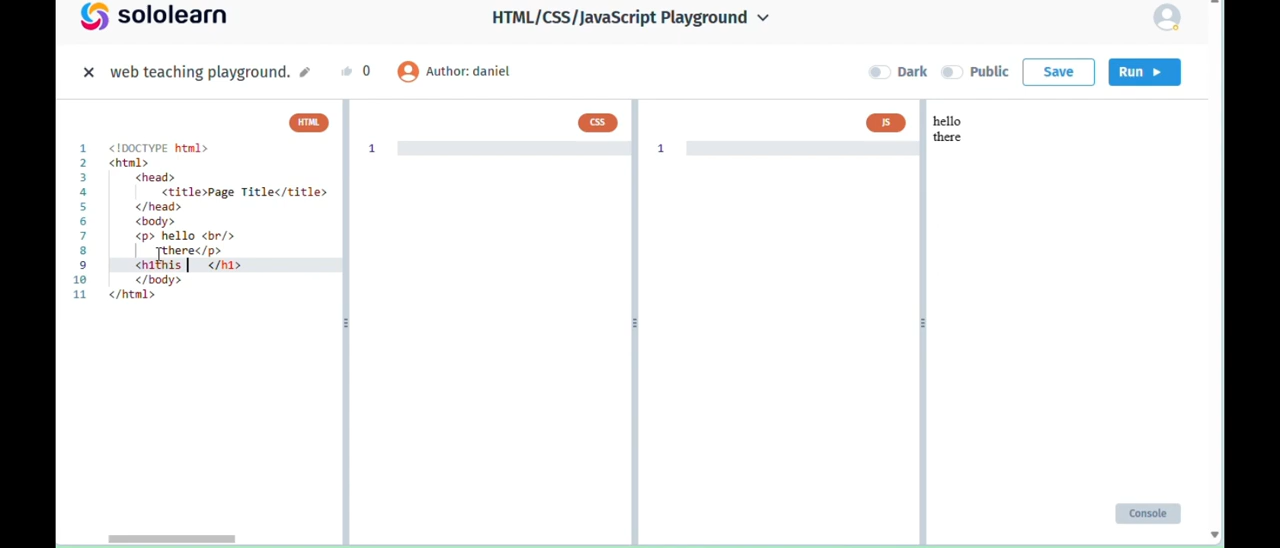 sololearn
HTML/CSS/JavaScript Playground
web teaching playground.
0
Author: daniel
Dark
Public
Save
Run
HTML
1 <!DOCTYPE html>
2 <html>
3 <head>
4 <title>Page Title</title>
5 </head>
6 <body>
7 <p> hello <br/>
8 there</p>
9 <h1this </h1>
10 </body>
11 </html>
CSS
1
JS
1
hello
there
Console